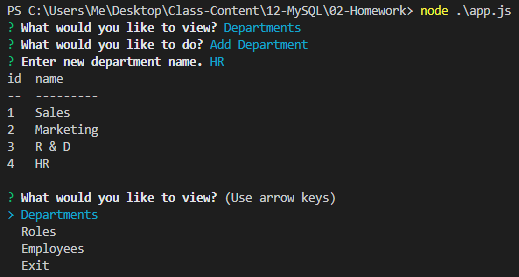 PS C:\Users\Me\Desktop\Class-Content\12-MySQL\02-Homework> node .\app.js
? What would you like to view? Departments
? What would you like to do? Add Department
? Enter new department name. HR
id  name
--  ---------
1   Sales
2   Marketing
3   R & D
4   HR
? What would you like to view? (Use arrow keys)
> Departments
  Roles
  Employees
  Exit